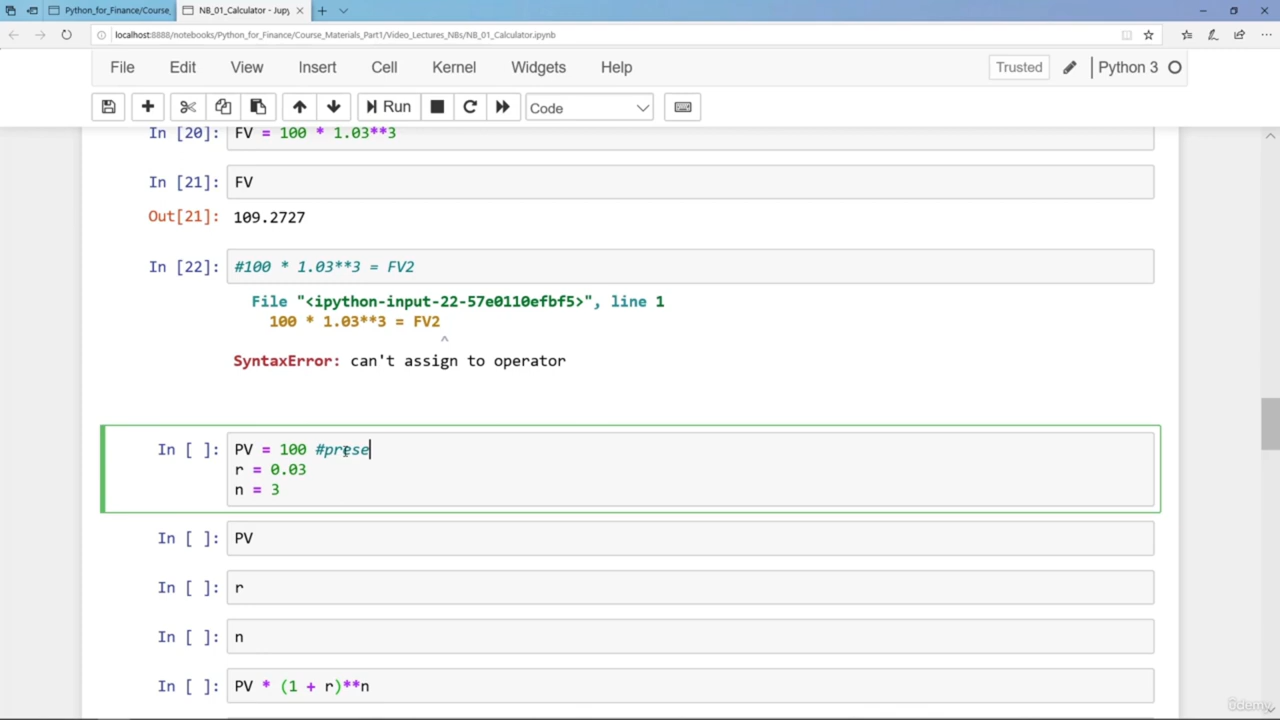 Python_for_Finance/Course_
NB_01_Calculator - Jupy
localhost:8888/notebooks/Python_for_Finance/Course_Materials_Part1/Video_Lectures_NBs/NB_01_Calculator.ipynb
File Edit View Insert Cell Kernel Widgets Help Trusted Python 3
Run Code
In [20]: FV = 100 * 1.03**3
In [21]: FV
Out[21]: 109.2727
In [22]: #100 * 1.03**3 = FV2
File "<ipython-input-22-57e0110efbf5>", line 1
100 * 1.03**3 = FV2
^
SyntaxError: can't assign to operator
In [ ]: PV = 100 #prese
r = 0.03
n = 3
In [ ]: PV
In [ ]: r
In [ ]: n
In [ ]: PV * (1 + r)**n
ûdemy